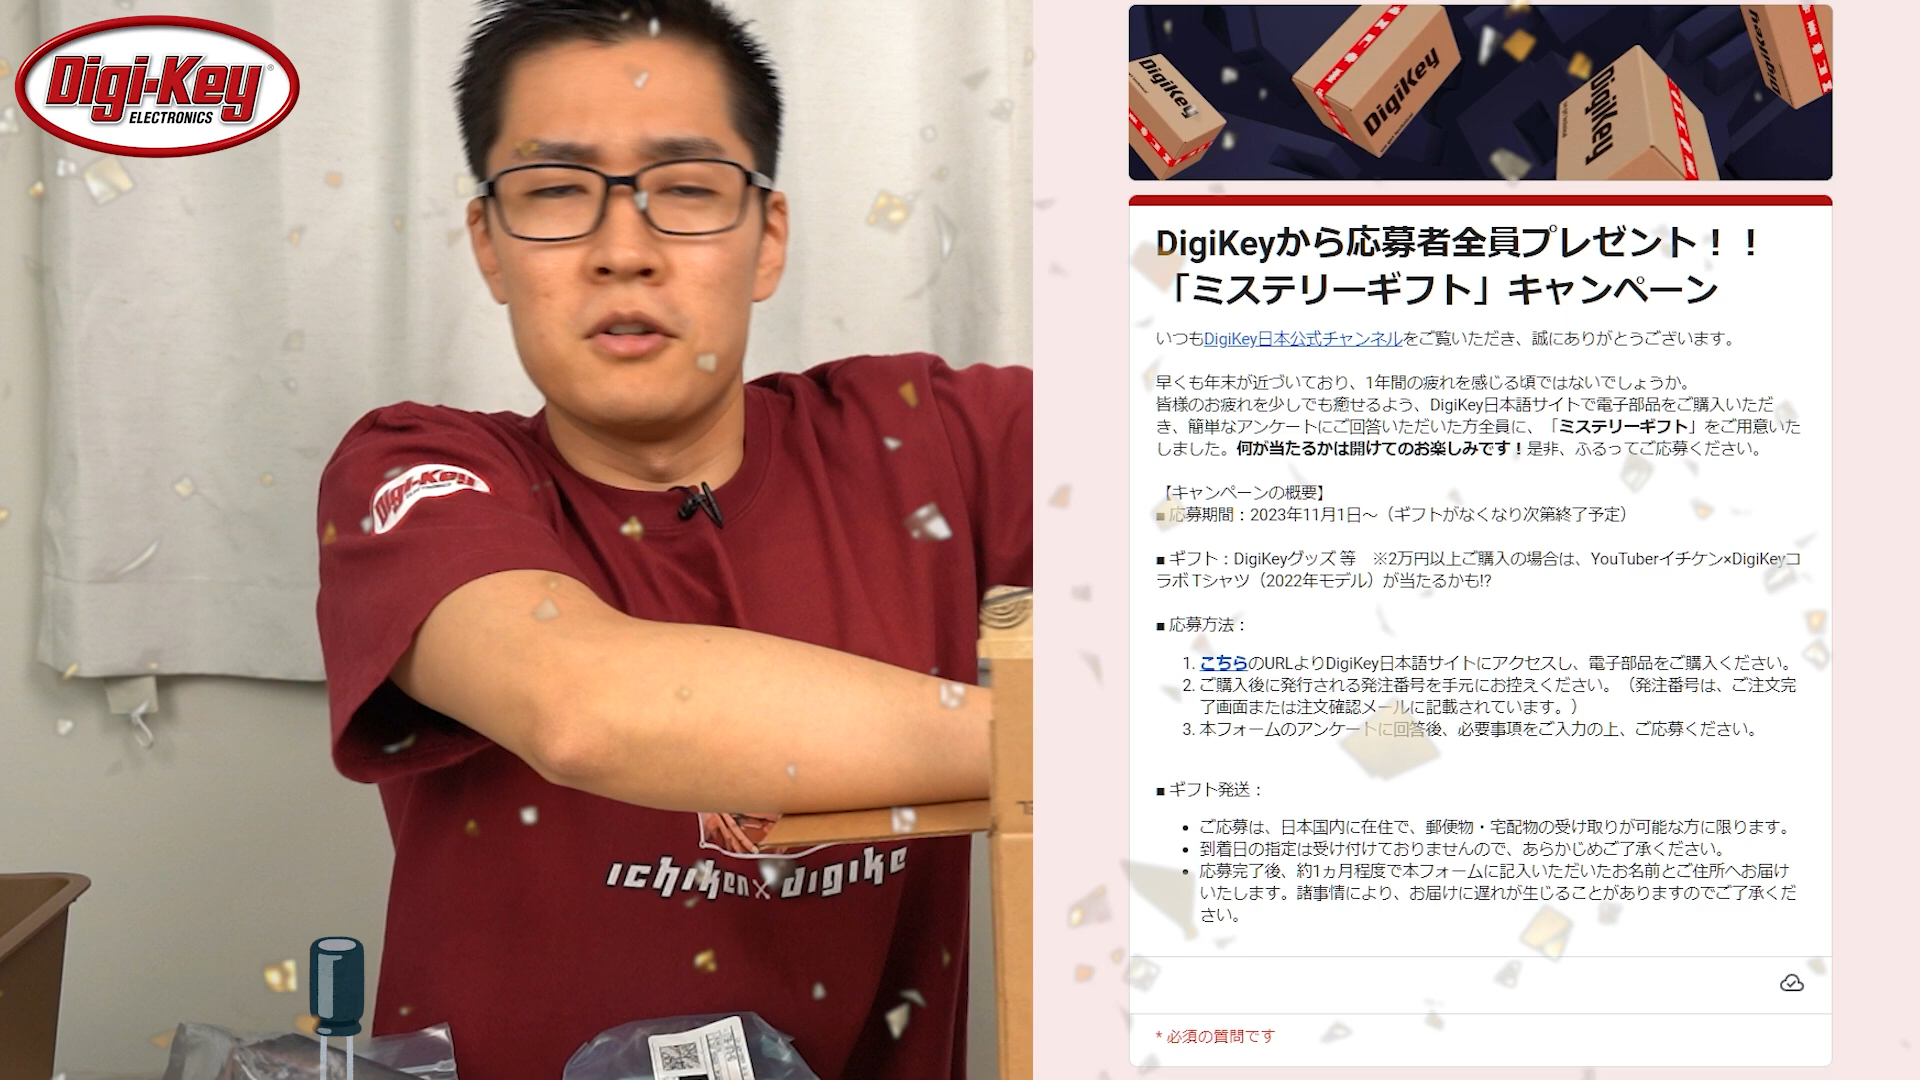 Digi-Key
ELECTRONICS
Digi-Key
ELECTRONICS
ichiken×digike
DigiKey
DigiKey
DigiKey
DigiKey
DigiKeyから応募者全員プレゼント！！
「ミステリーギフト」キャンペーン
いつもDigiKey日本公式チャンネルをご覧いただき、誠にありがとうございます。
早くも年末が近づいており、1年間の疲れを感じる頃ではないでしょうか。
皆様のお疲れを少しでも癒せるよう、DigiKey日本語サイトで電子部品をご購入いただ
き、簡単なアンケートにご回答いただいた方全員に、「ミステリーギフト」をご用意いた
しました。何が当たるかは開けてのお楽しみです！是非、ふるってご応募ください。
【キャンペーンの概要】
■ 応募期間：2023年11月1日～（ギフトがなくなり次第終了予定）
■ ギフト：DigiKeyグッズ 等　※2万円以上ご購入の場合は、YouTuberイチケン×DigiKeyコ
ラボTシャツ（2022年モデル）が当たるかも!?
■ 応募方法：
1. こちらのURLよりDigiKey日本語サイトにアクセスし、電子部品をご購入ください。
2. ご購入後に発行される発注番号を手元にお控えください。（発注番号は、ご注文完
了画面または注文確認メールに記載されています。）
3. 本フォームのアンケートに回答後、必要事項をご入力の上、ご応募ください。
■ ギフト発送：
• ご応募は、日本国内に在住で、郵便物・宅配物の受け取りが可能な方に限ります。
• 到着日の指定は受け付けておりませんので、あらかじめご了承ください。
• 応募完了後、約1ヵ月程度で本フォームに記入いただいたお名前とご住所へお届け
いたします。諸事情により、お届けに遅れが生じることがありますのでご了承くだ
さい。
* 必須の質問です